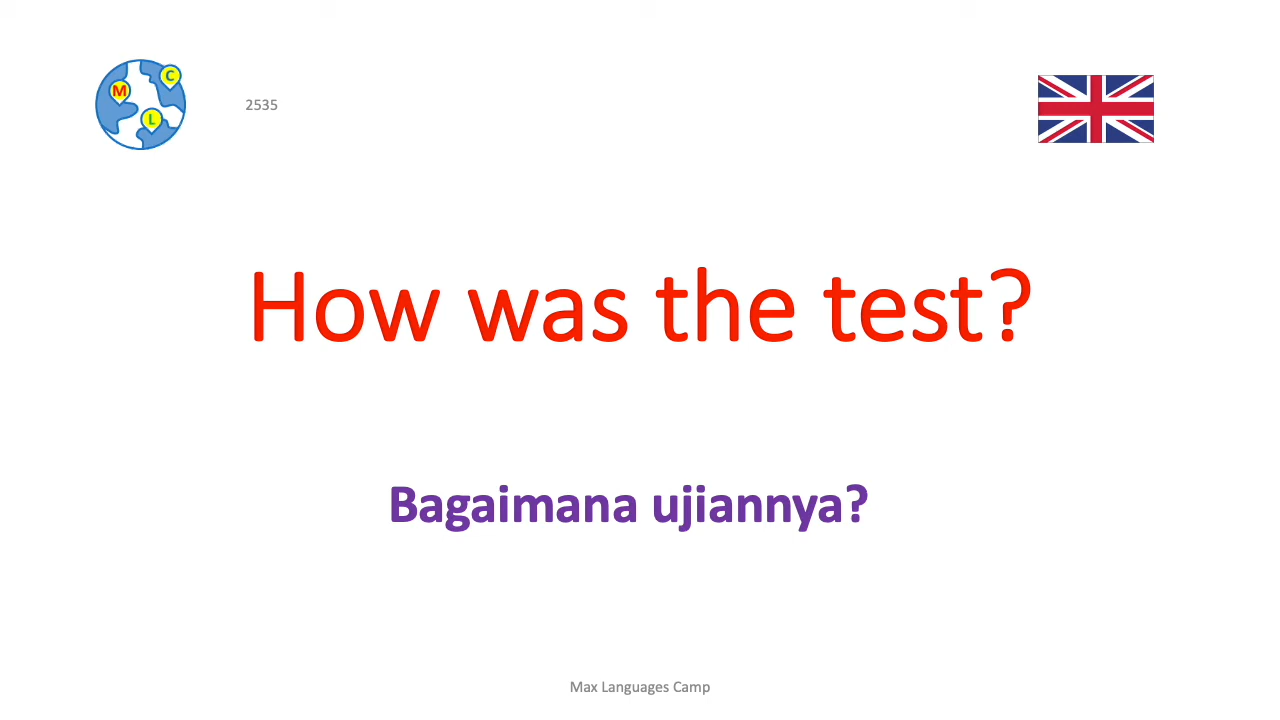 M
C
L
2535
How was the test?
Bagaimana ujiannya?
Max Languages Camp